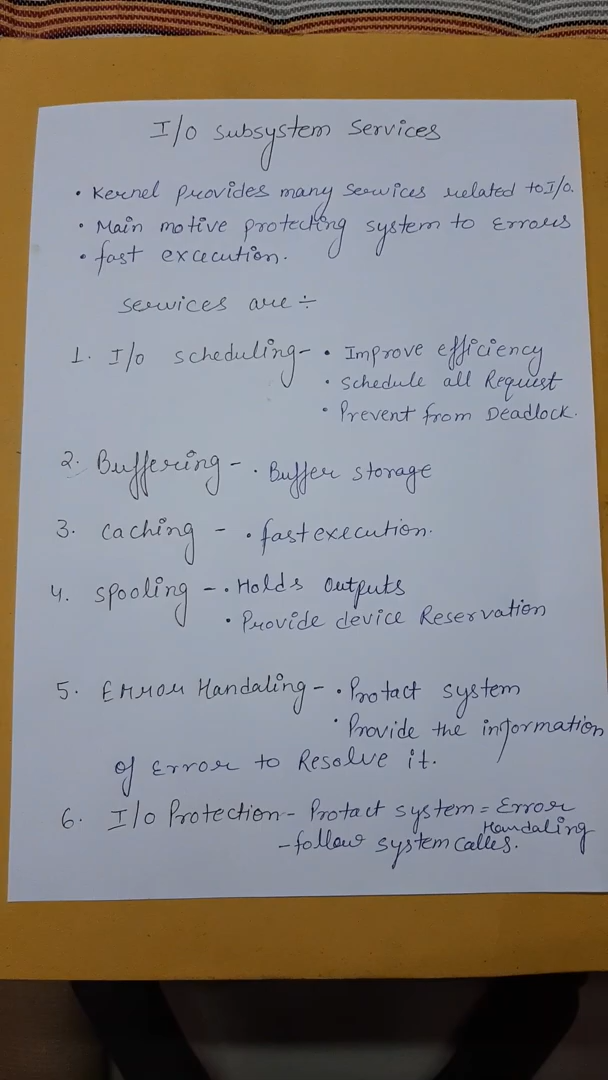 I/O Subsystem Services
• Kernel provides many services related to I/O.
• Main motive protecting system to Errors
• fast excecution.
services are ÷
1. I/O scheduling - • Improve efficiency
• Schedule all Request
• Prevent from Deadlock.
2. Buffering - • Buffer storage
3. caching - • fast execution.
4. spooling - • Holds Outputs
• Provide device Reservation
5. Error Handaling - • Protact system
• Provide the information
of Error to Resolve it.
6. I/O Protection - Protact system = Error
Handaling
- follow system calles.